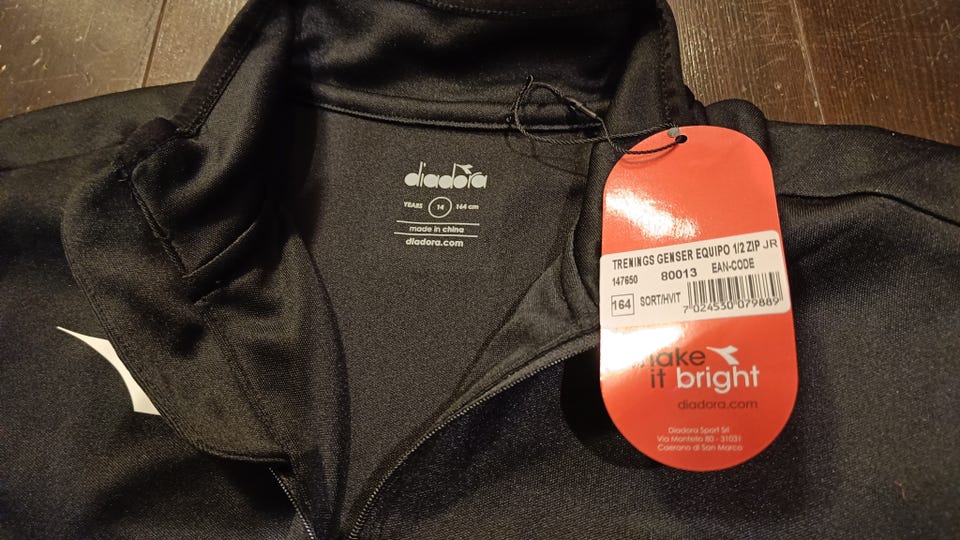 diadora
YEARS 14 164 cm
made in china
diadora.com
TRENINGS GENSER EQUIPO 1/2 ZIP JR
147650 80013 EAN-CODE
164 SORT/HVIT
7 024530 079889
make
it bright
diadora.com
Diadora Sport Srl
Via Montello 80 - 31031
Caerano di San Marco